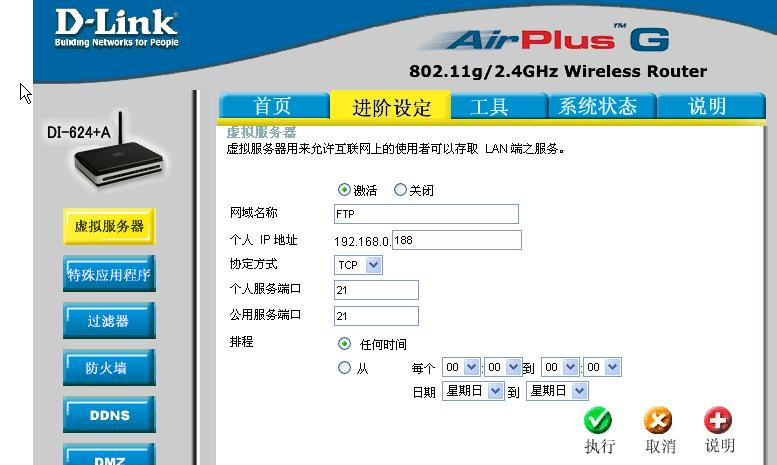 D-Link
Building Networks for People
AirPlus™ G
802.11g/2.4GHz Wireless Router
DI-624+A
首页 进阶设定 工具 系统状态 说明
虚拟服务器
虚拟服务器用来允许互联网上的使用者可以存取 LAN 端之服务。
激活 关闭
网域名称 FTP
个人 IP 地址 192.168.0. 188
协定方式 TCP
个人服务端口 21
公用服务端口 21
排程 任何时间
从 每个 00 : 00 到 00 : 00
日期 星期日 到 星期日
执行 取消 说明
虚拟服务器
特殊应用程序
过滤器
防火墙
DDNS
DMZ